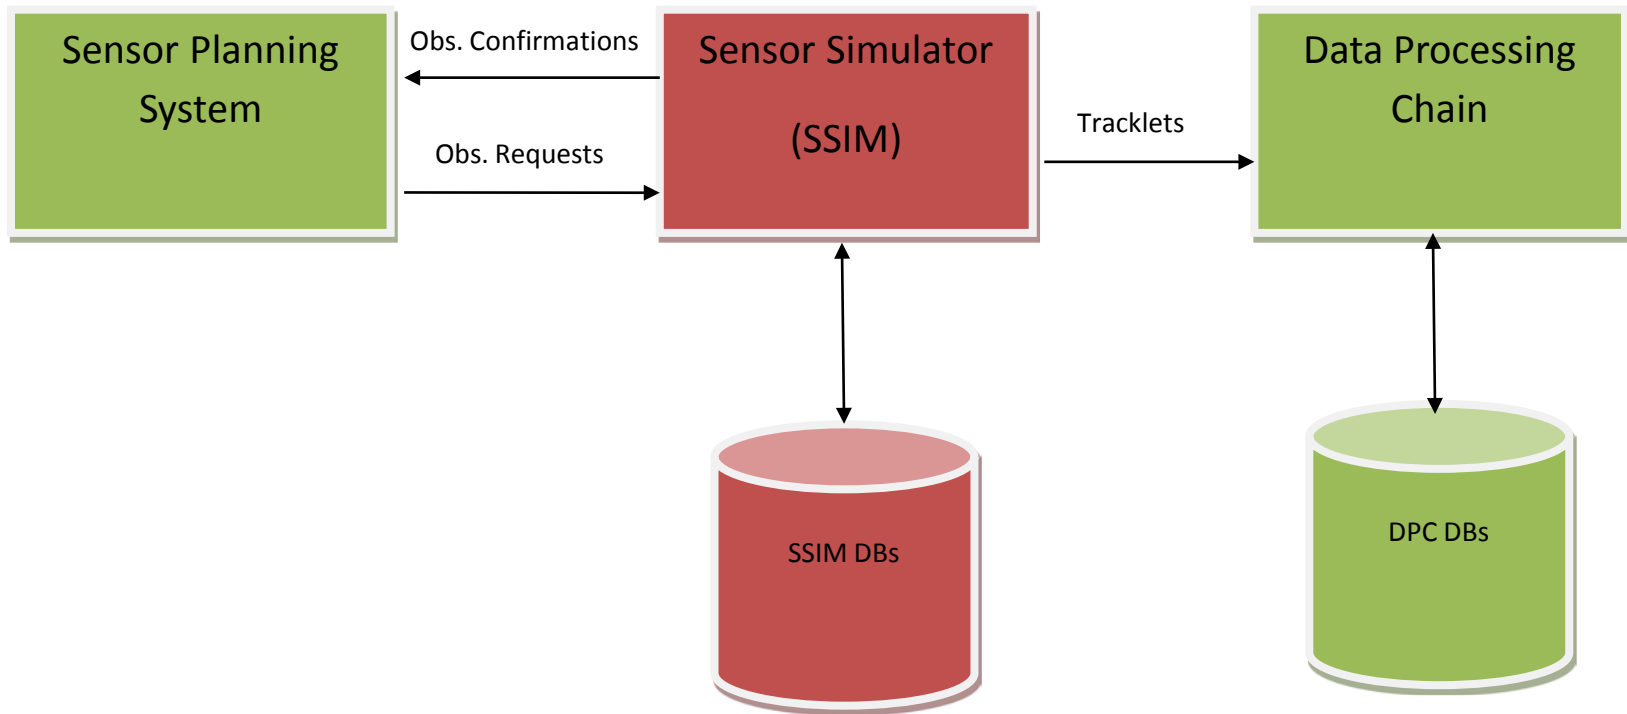 Sensor Planning
System
Obs. Confirmations
Obs. Requests
Sensor Simulator
(SSIM)
Tracklets
Data Processing
Chain
SSIM DBs
DPC DBs